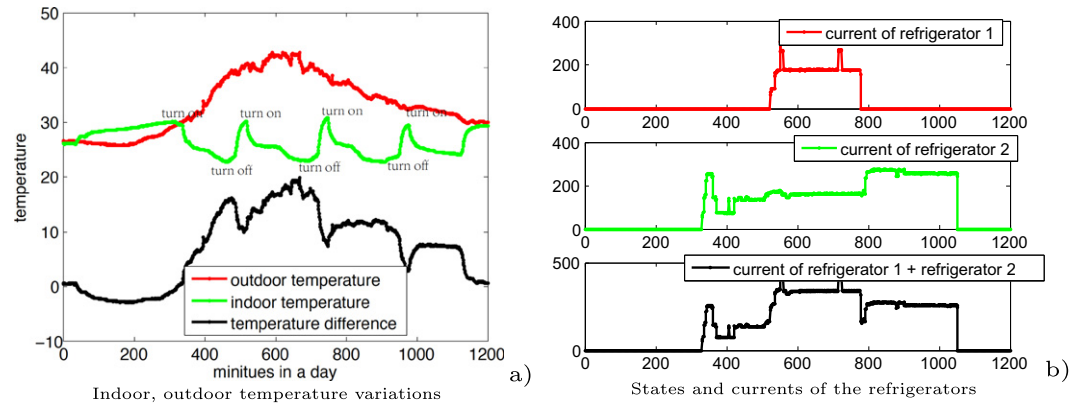 50
40
30
20
10
0
−10
temperature
turn off
turn on
turn on
turn on
turn off
turn off
turn off
outdoor temperature
indoor temperature
temperature difference
0 200 400 600 800 1000 1200
minitues in a day
Indoor, outdoor temperature variations
a)
400
200
0
current of refrigerator 1
0 200 400 600 800 1000 1200
400
200
0
current of refrigerator 2
0 200 400 600 800 1000 1200
500
0
current of refrigerator 1 + refrigerator 2
0 200 400 600 800 1000 1200
States and currents of the refrigerators
b)